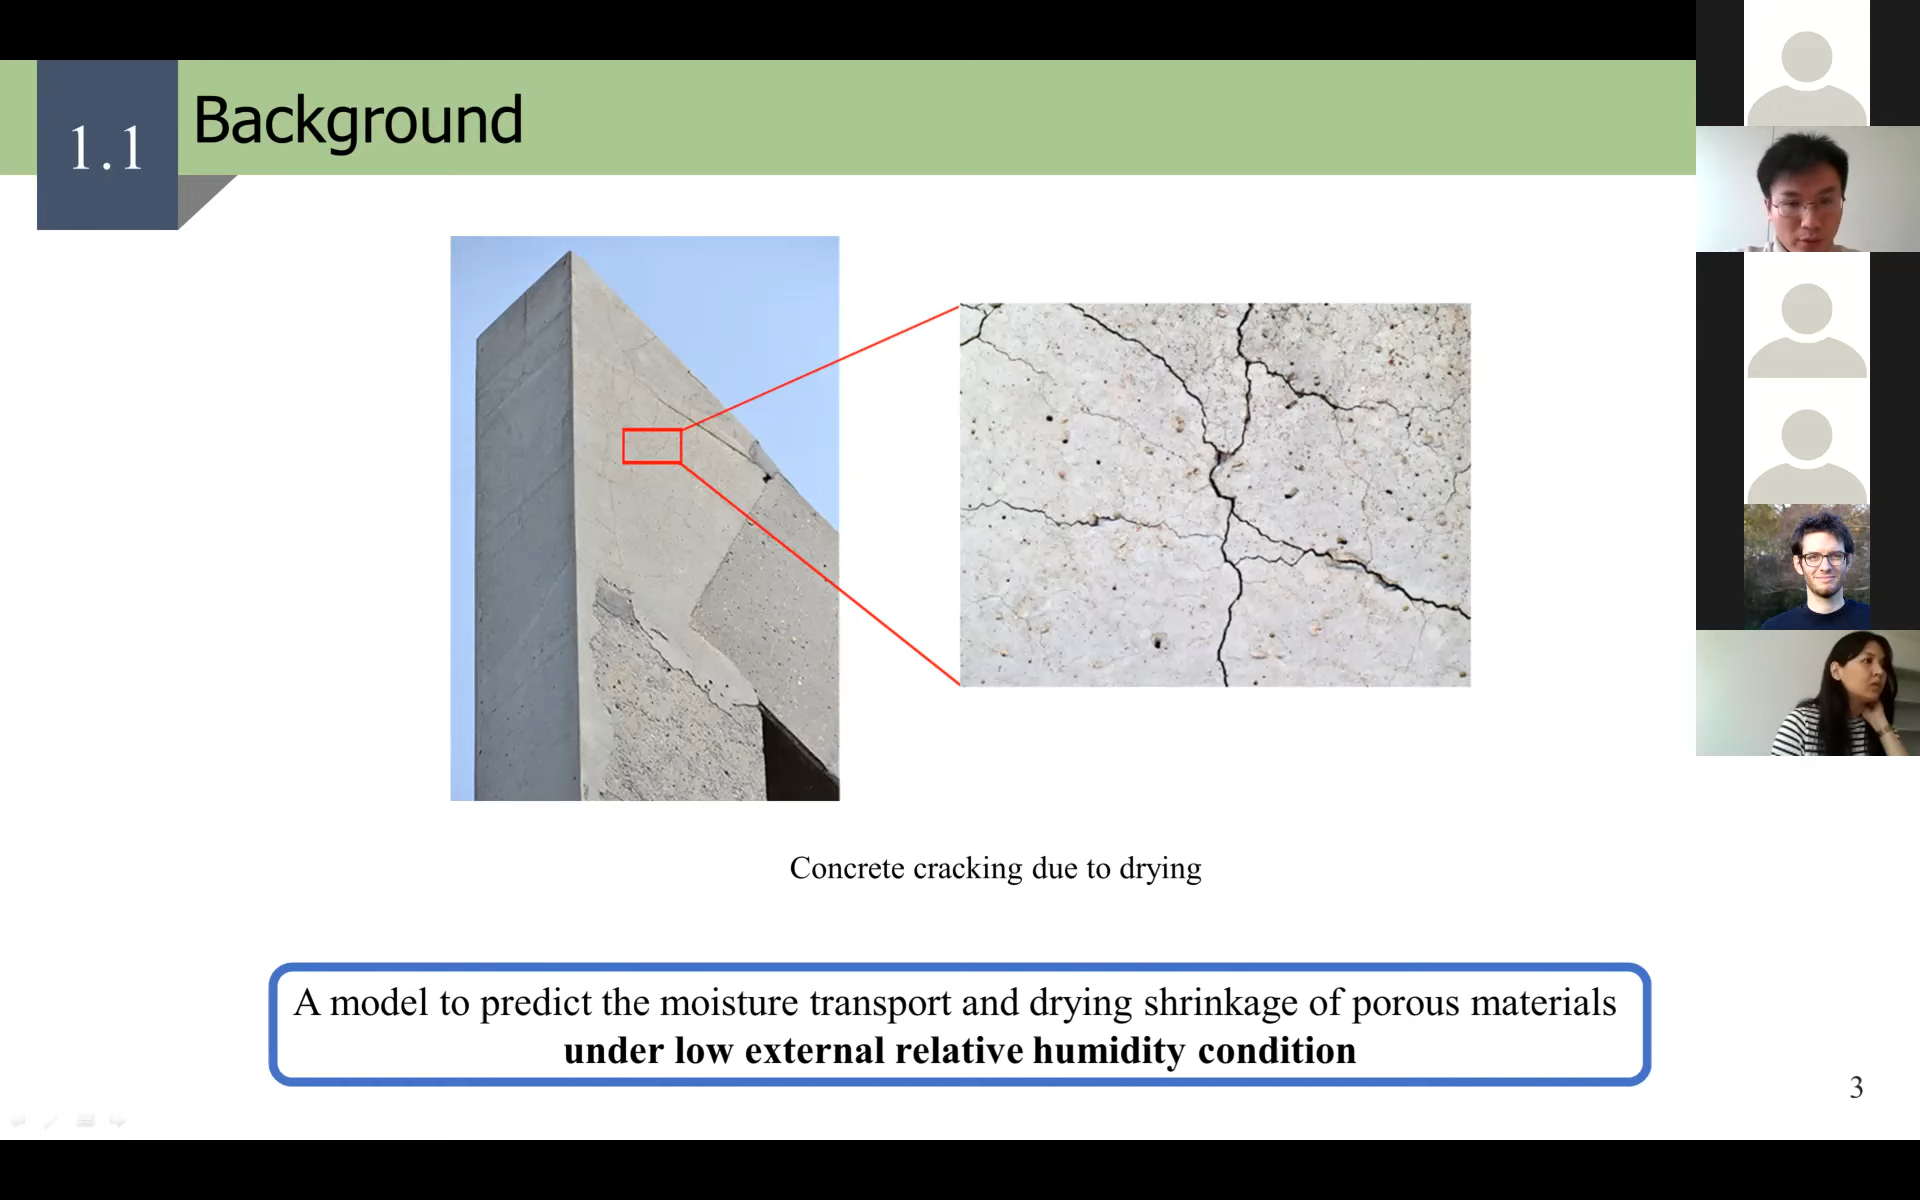 1.1
Background
Concrete cracking due to drying
A model to predict the moisture transport and drying shrinkage of porous materials
under low external relative humidity condition
3